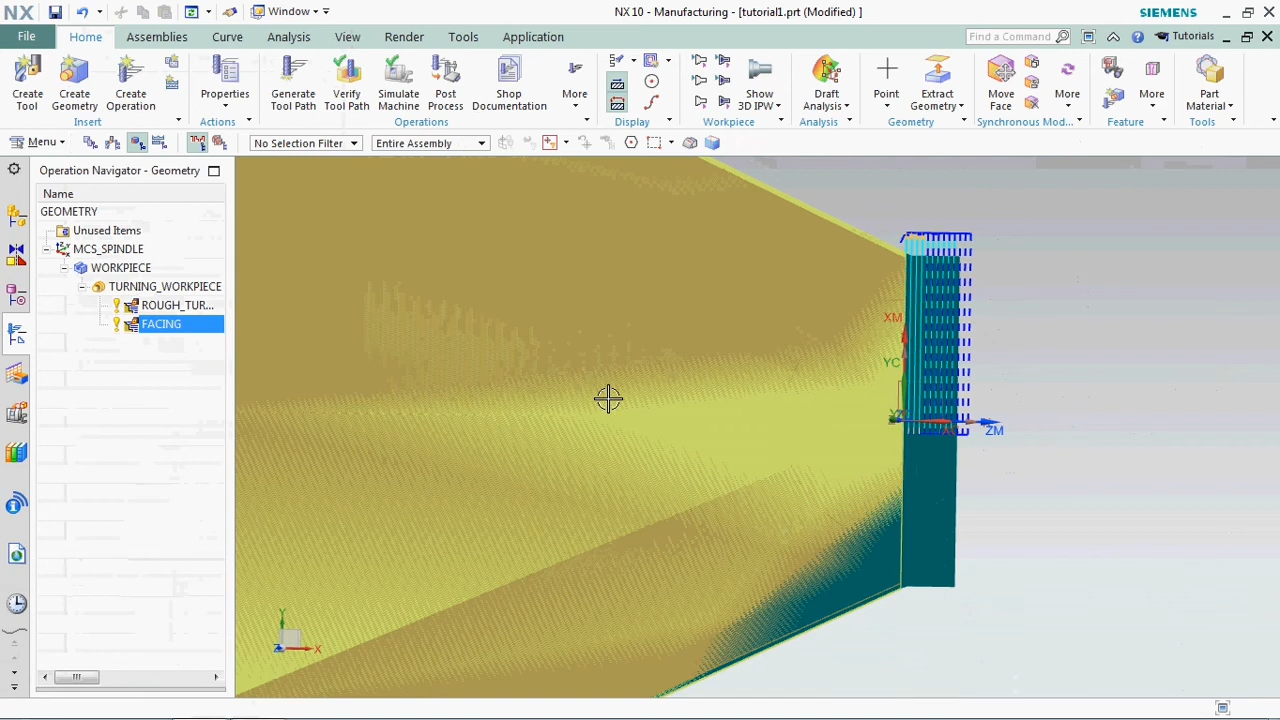 NX
Window
NX 10 - Manufacturing - [tutorial1.prt (Modified) ]
SIEMENS
File
Home
Assemblies
Curve
Analysis
View
Render
Tools
Application
Find a Command
Tutorials
Create Tool
Create Geometry
Create Operation
Properties
Generate Tool Path
Verify Tool Path
Simulate Machine
Post Process
Shop Documentation
More
Show 3D IPW
Draft Analysis
Point
Extract Geometry
Move Face
More
More
Part Material
Insert
Actions
Operations
Display
Workpiece
Analysis
Geometry
Synchronous Mod...
Feature
Tools
Menu
No Selection Filter
Entire Assembly
Operation Navigator - Geometry
Name
GEOMETRY
Unused Items
MCS_SPINDLE
WORKPIECE
TURNING_WORKPIECE
ROUGH_TUR...
FACING
XM
YC
ZM
Y
Z
X